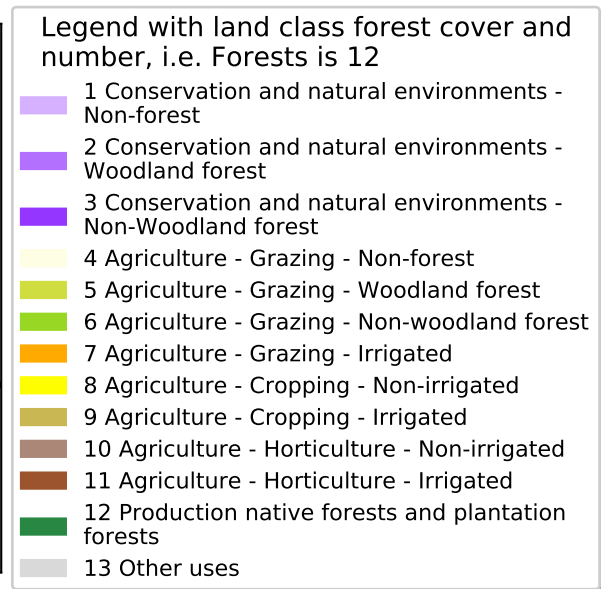 Legend with land class forest cover and
number, i.e. Forests is 12
1 Conservation and natural environments -
Non-forest
2 Conservation and natural environments -
Woodland forest
3 Conservation and natural environments -
Non-Woodland forest
4 Agriculture - Grazing - Non-forest
5 Agriculture - Grazing - Woodland forest
6 Agriculture - Grazing - Non-woodland forest
7 Agriculture - Grazing - Irrigated
8 Agriculture - Cropping - Non-irrigated
9 Agriculture - Cropping - Irrigated
10 Agriculture - Horticulture - Non-irrigated
11 Agriculture - Horticulture - Irrigated
12 Production native forests and plantation
forests
13 Other uses